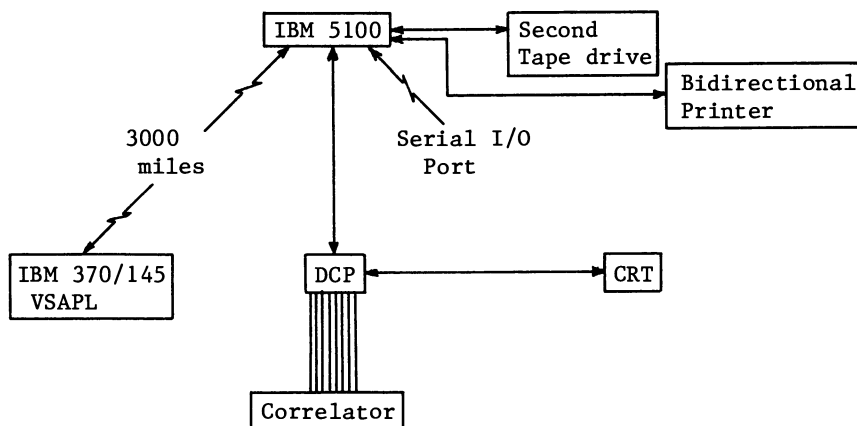 IBM 5100
Second
Tape drive
Bidirectional
Printer
3000
miles
Serial I/O
Port
IBM 370/145
VSAPL
DCP
CRT
Correlator